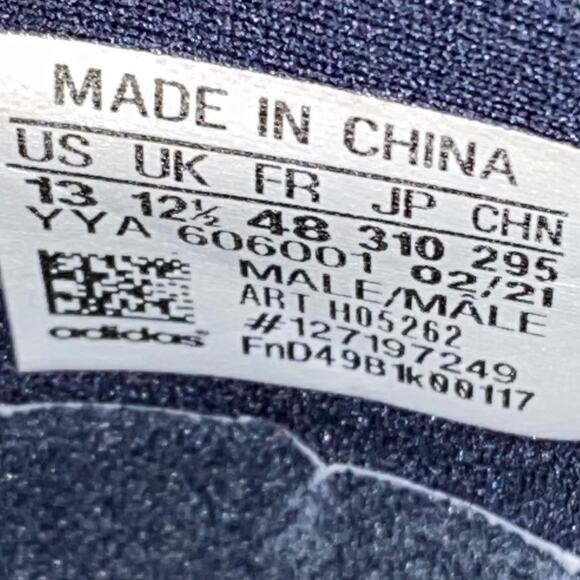 MADE IN CHINA
US UK FR JP CHN
13 12½ 48 310 295
YYA 606001 02/21
MALE/MÂLE
ART H05262
#127197249
FnD49B1k00117
adidas